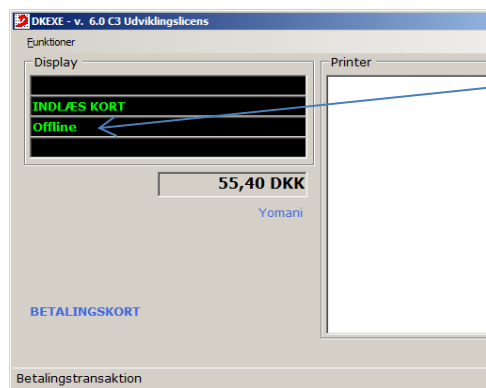 DKEXE - v. 6.0 C3 Udviklingslicens
Funktioner
Display
Printer
INDLÆS KORT
Offline
55,40 DKK
Yomani
BETALINGSKORT
Betalingstransaktion